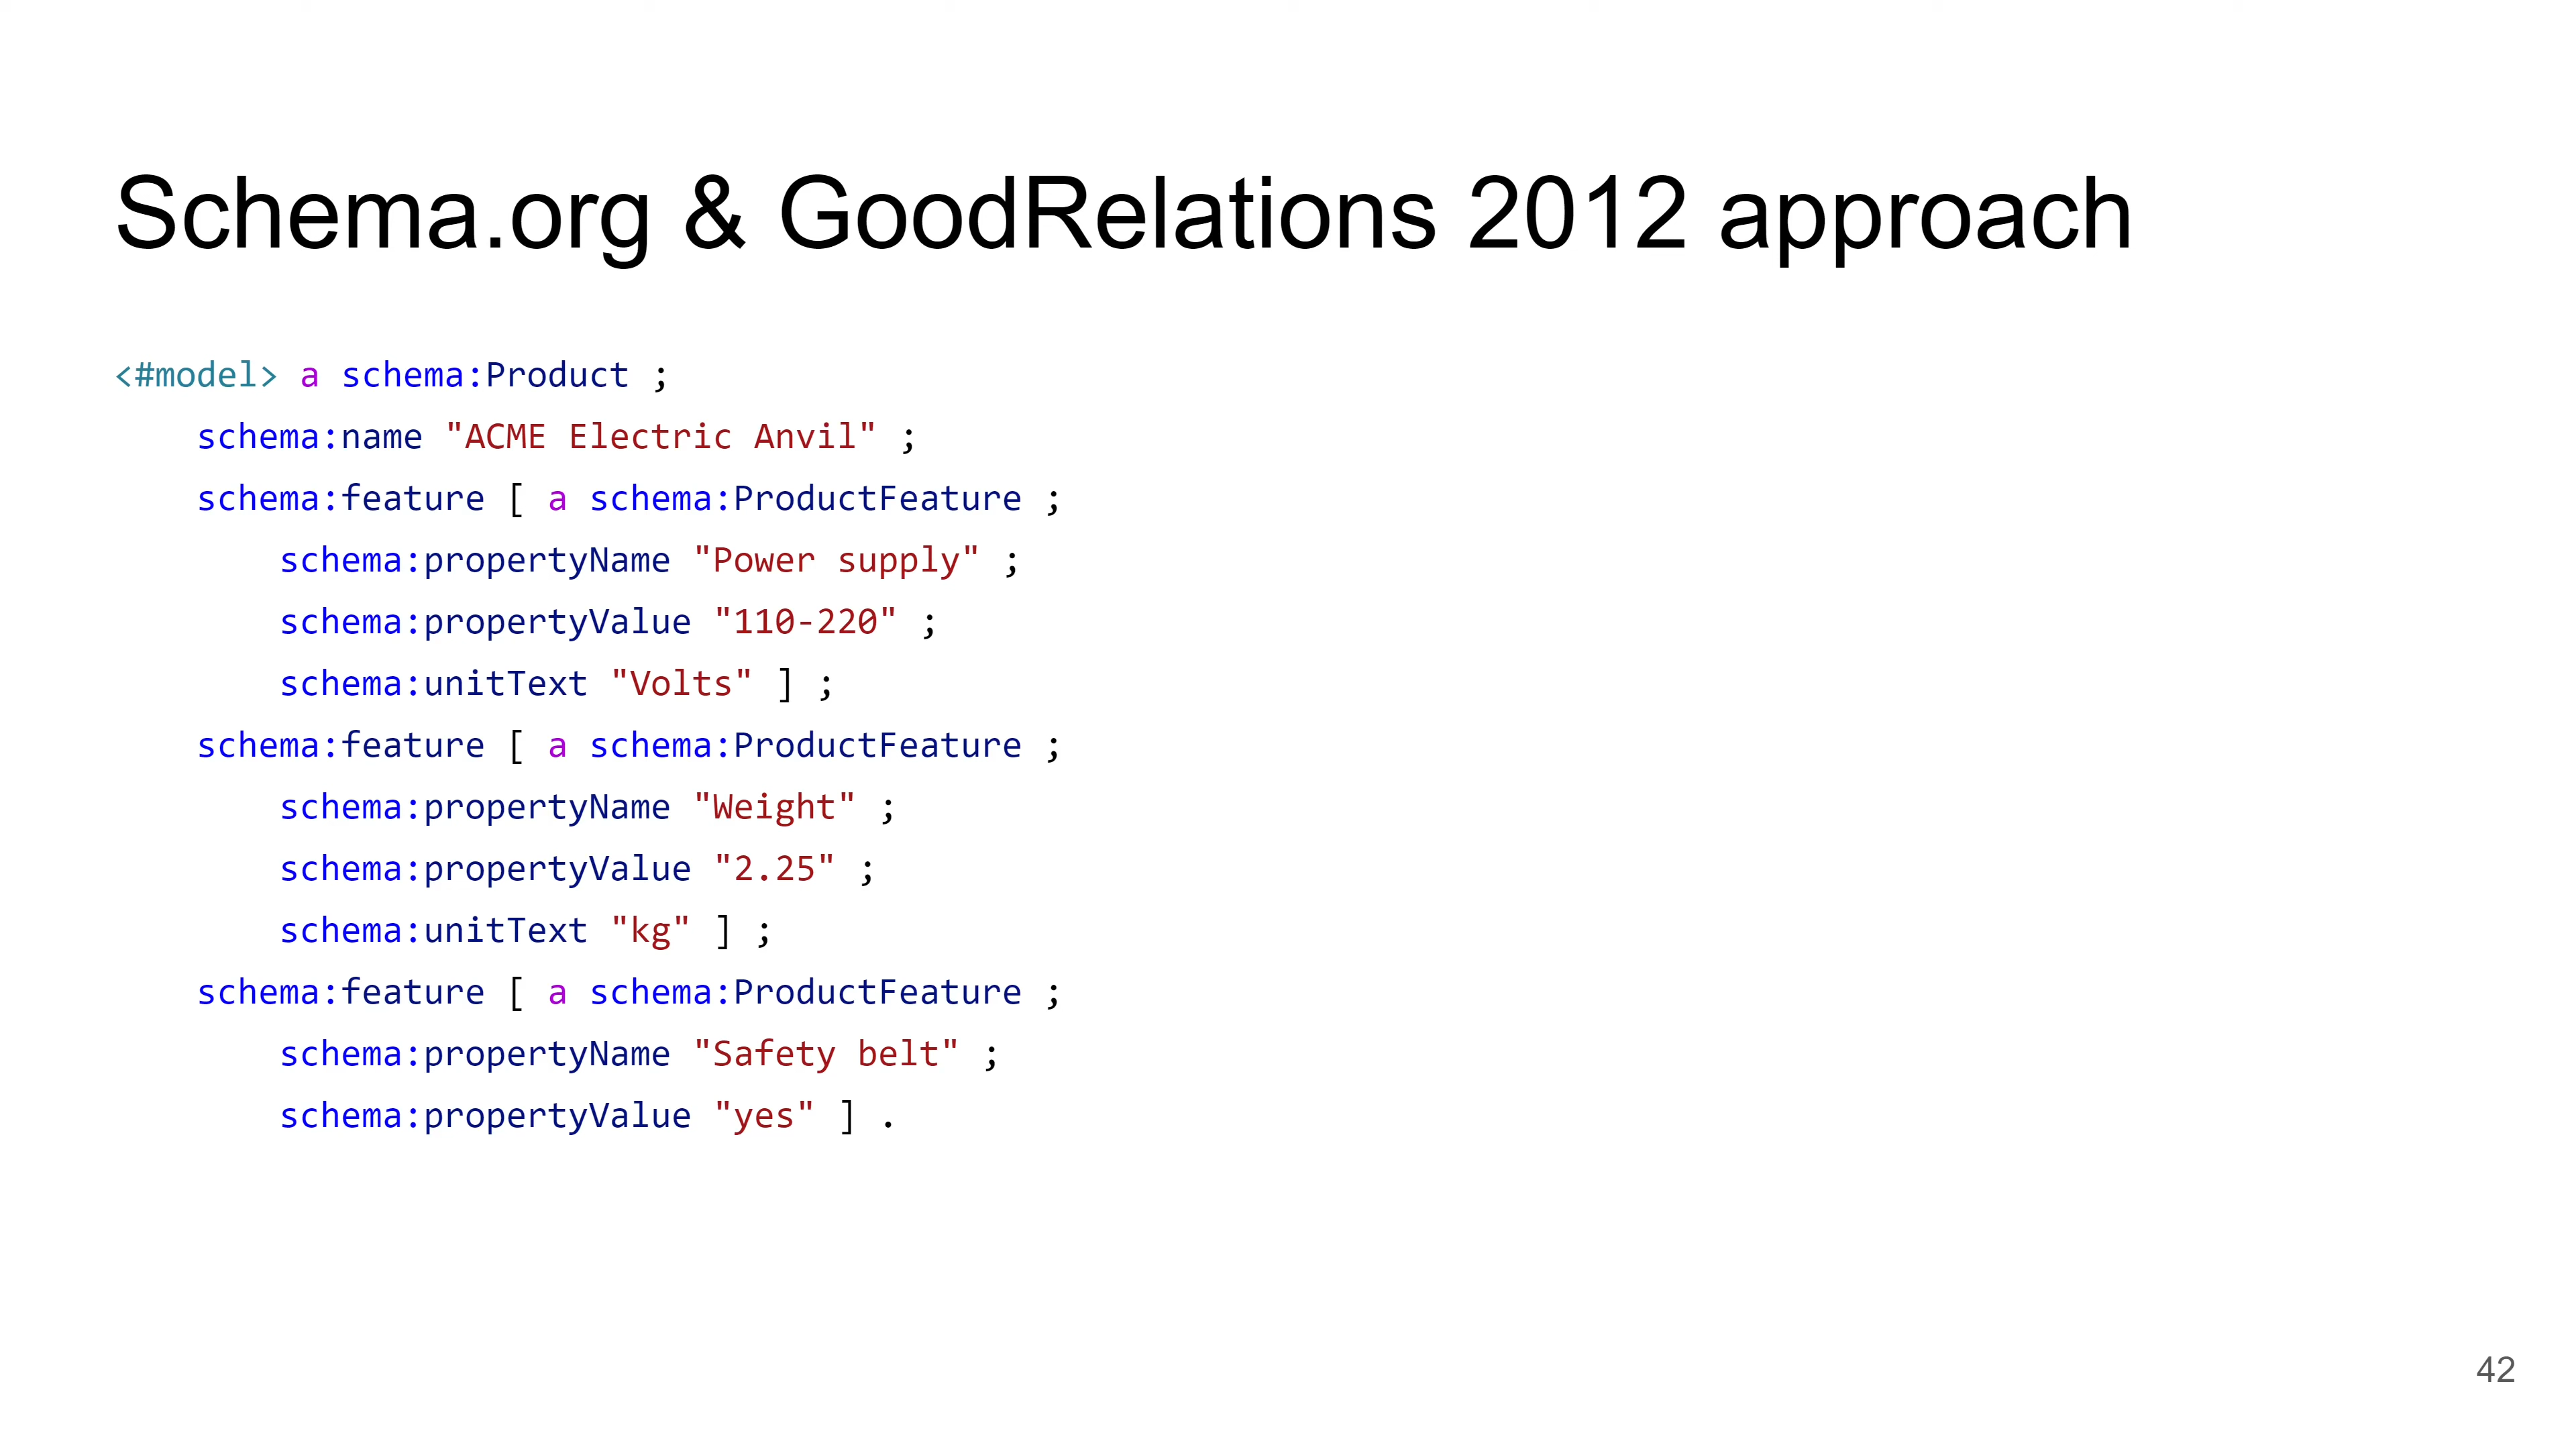 Schema.org & GoodRelations 2012 approach
<#model> a schema:Product ;
    schema:name "ACME Electric Anvil" ;
    schema:feature [ a schema:ProductFeature ;
        schema:propertyName "Power supply" ;
        schema:propertyValue "110-220" ;
        schema:unitText "Volts" ] ;
    schema:feature [ a schema:ProductFeature ;
        schema:propertyName "Weight" ;
        schema:propertyValue "2.25" ;
        schema:unitText "kg" ] ;
    schema:feature [ a schema:ProductFeature ;
        schema:propertyName "Safety belt" ;
        schema:propertyValue "yes" ] .
42